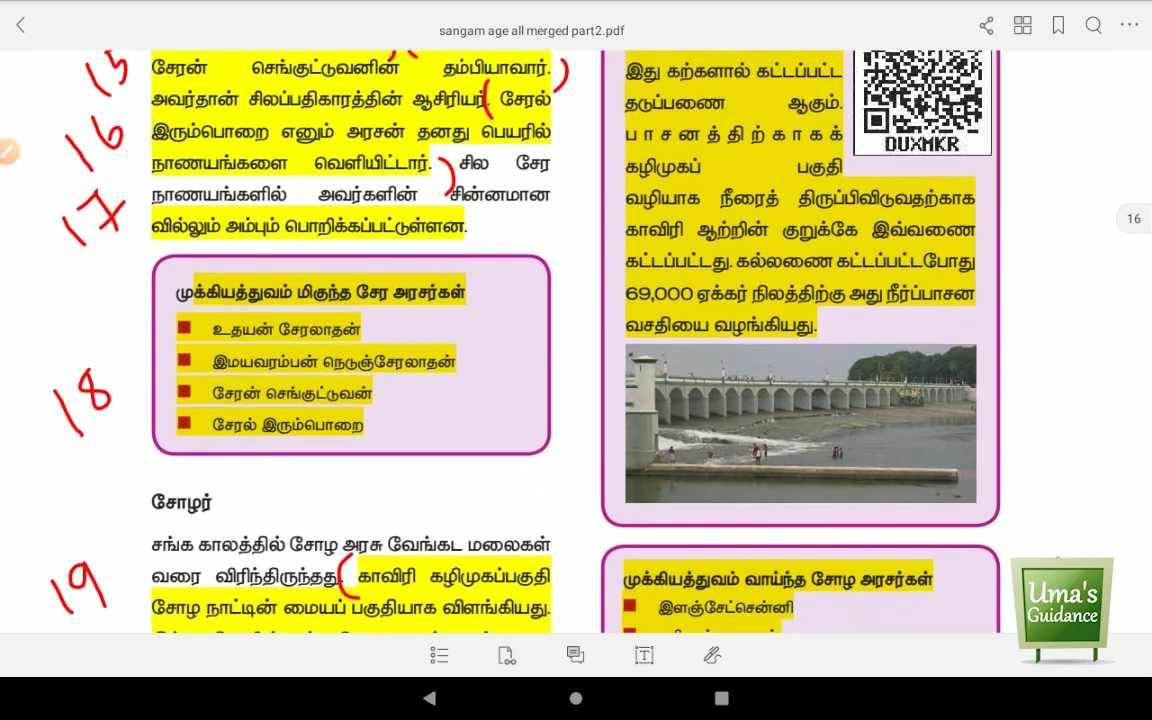 sangam age all merged part2.pdf
15
சேரன் செங்குட்டுவனின் தம்பியாவார்.
அவர்தான் சிலப்பதிகாரத்தின் ஆசிரியர். சேரல்
16
இரும்பொறை எனும் அரசன் தனது பெயரில்
நாணயங்களை வெளியிட்டார். சில சேர
நாணயங்களில் அவர்களின் சின்னமான
17
வில்லும் அம்பும் பொறிக்கப்பட்டுள்ளன.
முக்கியத்துவம் மிகுந்த சேர அரசர்கள்
உதயன் சேரலாதன்
இமயவரம்பன் நெடுஞ்சேரலாதன்
18
சேரன் செங்குட்டுவன்
சேரல் இரும்பொறை
சோழர்
சங்க காலத்தில் சோழ அரசு வேங்கட மலைகள்
19
வரை விரிந்திருந்தது. காவிரி கழிமுகப்பகுதி
சோழ நாட்டின் மையப் பகுதியாக விளங்கியது.
இது கற்களால் கட்டப்பட்ட
தடுப்பணை ஆகும்.
பாசனத்திற்காகக்
கழிமுகப் பகுதி
வழியாக நீரைத் திருப்பிவிடுவதற்காக
காவிரி ஆற்றின் குறுக்கே இவ்வணை
கட்டப்பட்டது. கல்லணை கட்டப்பட்டபோது
69,000 ஏக்கர் நிலத்திற்கு அது நீர்ப்பாசன
வசதியை வழங்கியது.
DUXMKR
முக்கியத்துவம் வாய்ந்த சோழ அரசர்கள்
இளஞ்சேட்சென்னி
16
Uma's
Guidance